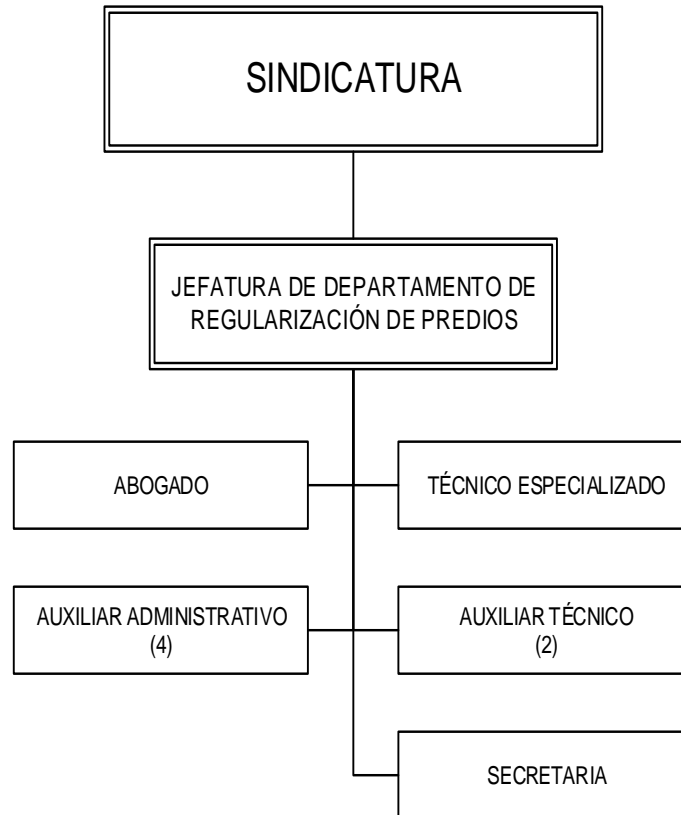 SINDICATURA
JEFATURA DE DEPARTAMENTO DE
REGULARIZACIÓN DE PREDIOS
ABOGADO
TÉCNICO ESPECIALIZADO
AUXILIAR ADMINISTRATIVO
(4)
AUXILIAR TÉCNICO
(2)
SECRETARIA